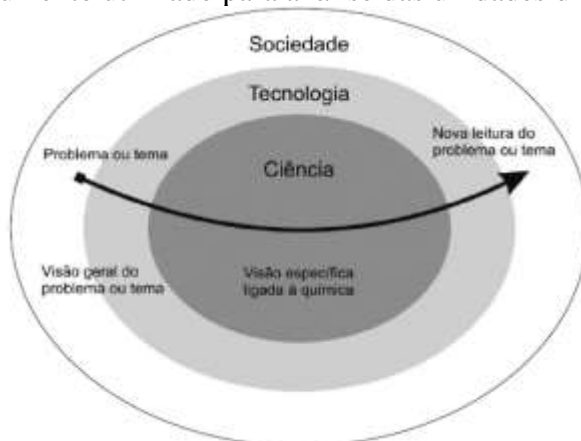 Sociedade
Tecnologia
Nova leitura do
problema ou tema
Problema ou tema
Ciência
Visão geral do
problema ou tema
Visão específica
ligada à química